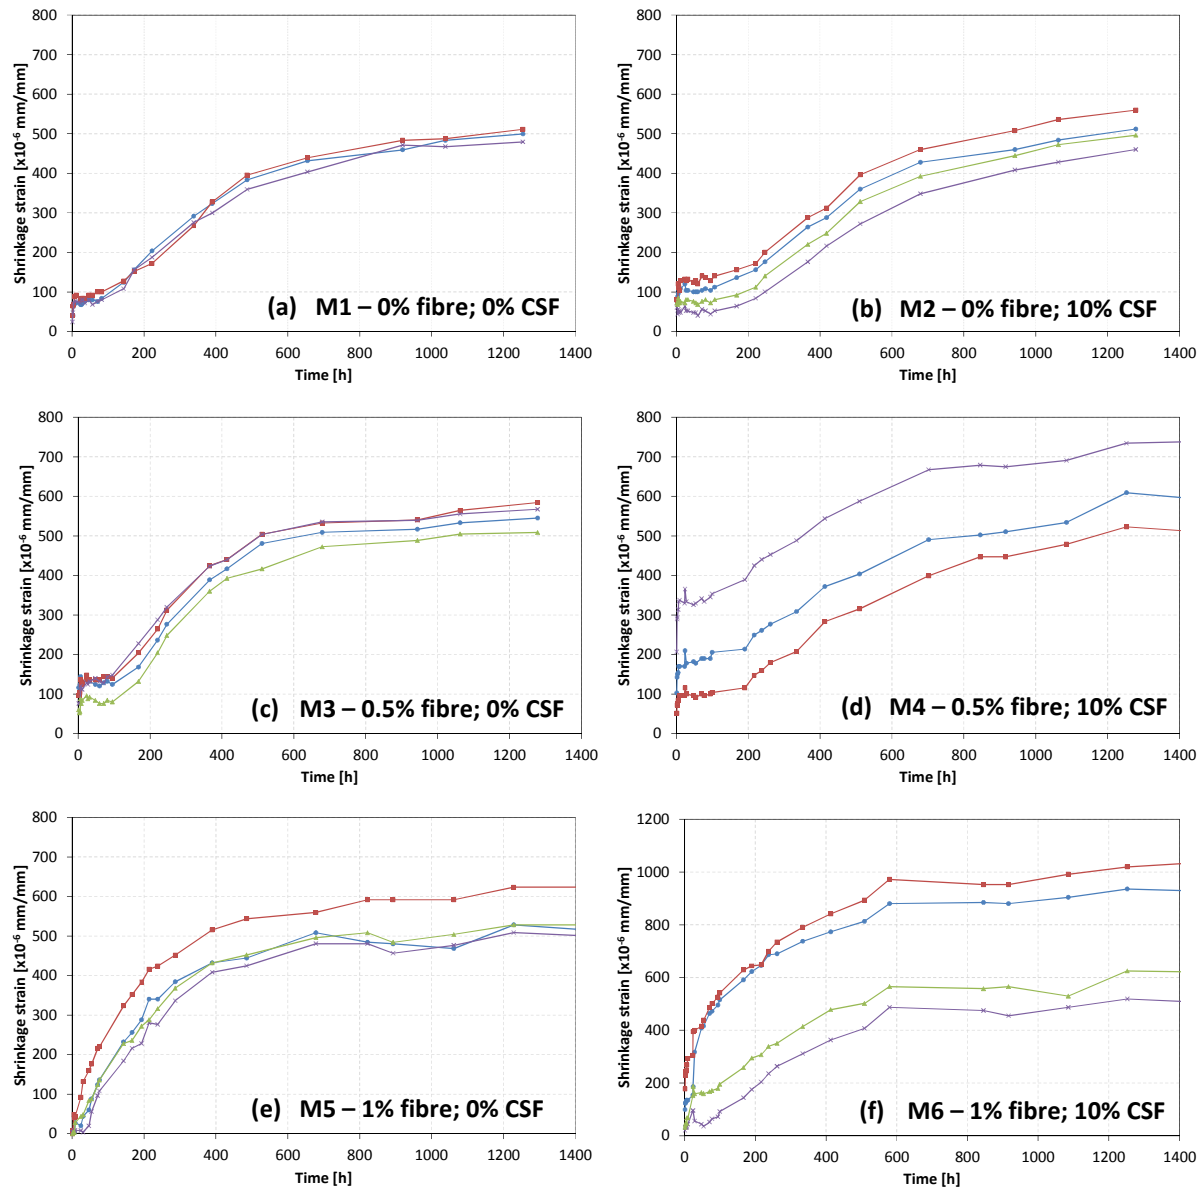 800
700
600
500
400
300
200
100
0
Shrinkage strain [x10⁻⁶ mm/mm]
(a) M1 – 0% fibre; 0% CSF
0 200 400 600 800 1000 1200 1400
Time [h]
800
700
600
500
400
300
200
100
0
Shrinkage strain [x10⁻⁶ mm/mm]
(b) M2 – 0% fibre; 10% CSF
0 200 400 600 800 1000 1200 1400
Time [h]
800
700
600
500
400
300
200
100
0
Shrinkage strain [x10⁻⁶ mm/mm]
(c) M3 – 0.5% fibre; 0% CSF
0 200 400 600 800 1000 1200 1400
Time [h]
800
700
600
500
400
300
200
100
0
Shrinkage strain [x10⁻⁶ mm/mm]
(d) M4 – 0.5% fibre; 10% CSF
0 200 400 600 800 1000 1200 1400
Time [h]
800
700
600
500
400
300
200
100
0
Shrinkage strain [x10⁻⁶ mm/mm]
(e) M5 – 1% fibre; 0% CSF
0 200 400 600 800 1000 1200 1400
Time [h]
1200
1000
800
600
400
200
0
Shrinkage strain [x10⁻⁶ mm/mm]
(f) M6 – 1% fibre; 10% CSF
0 200 400 600 800 1000 1200 1400
Time [h]